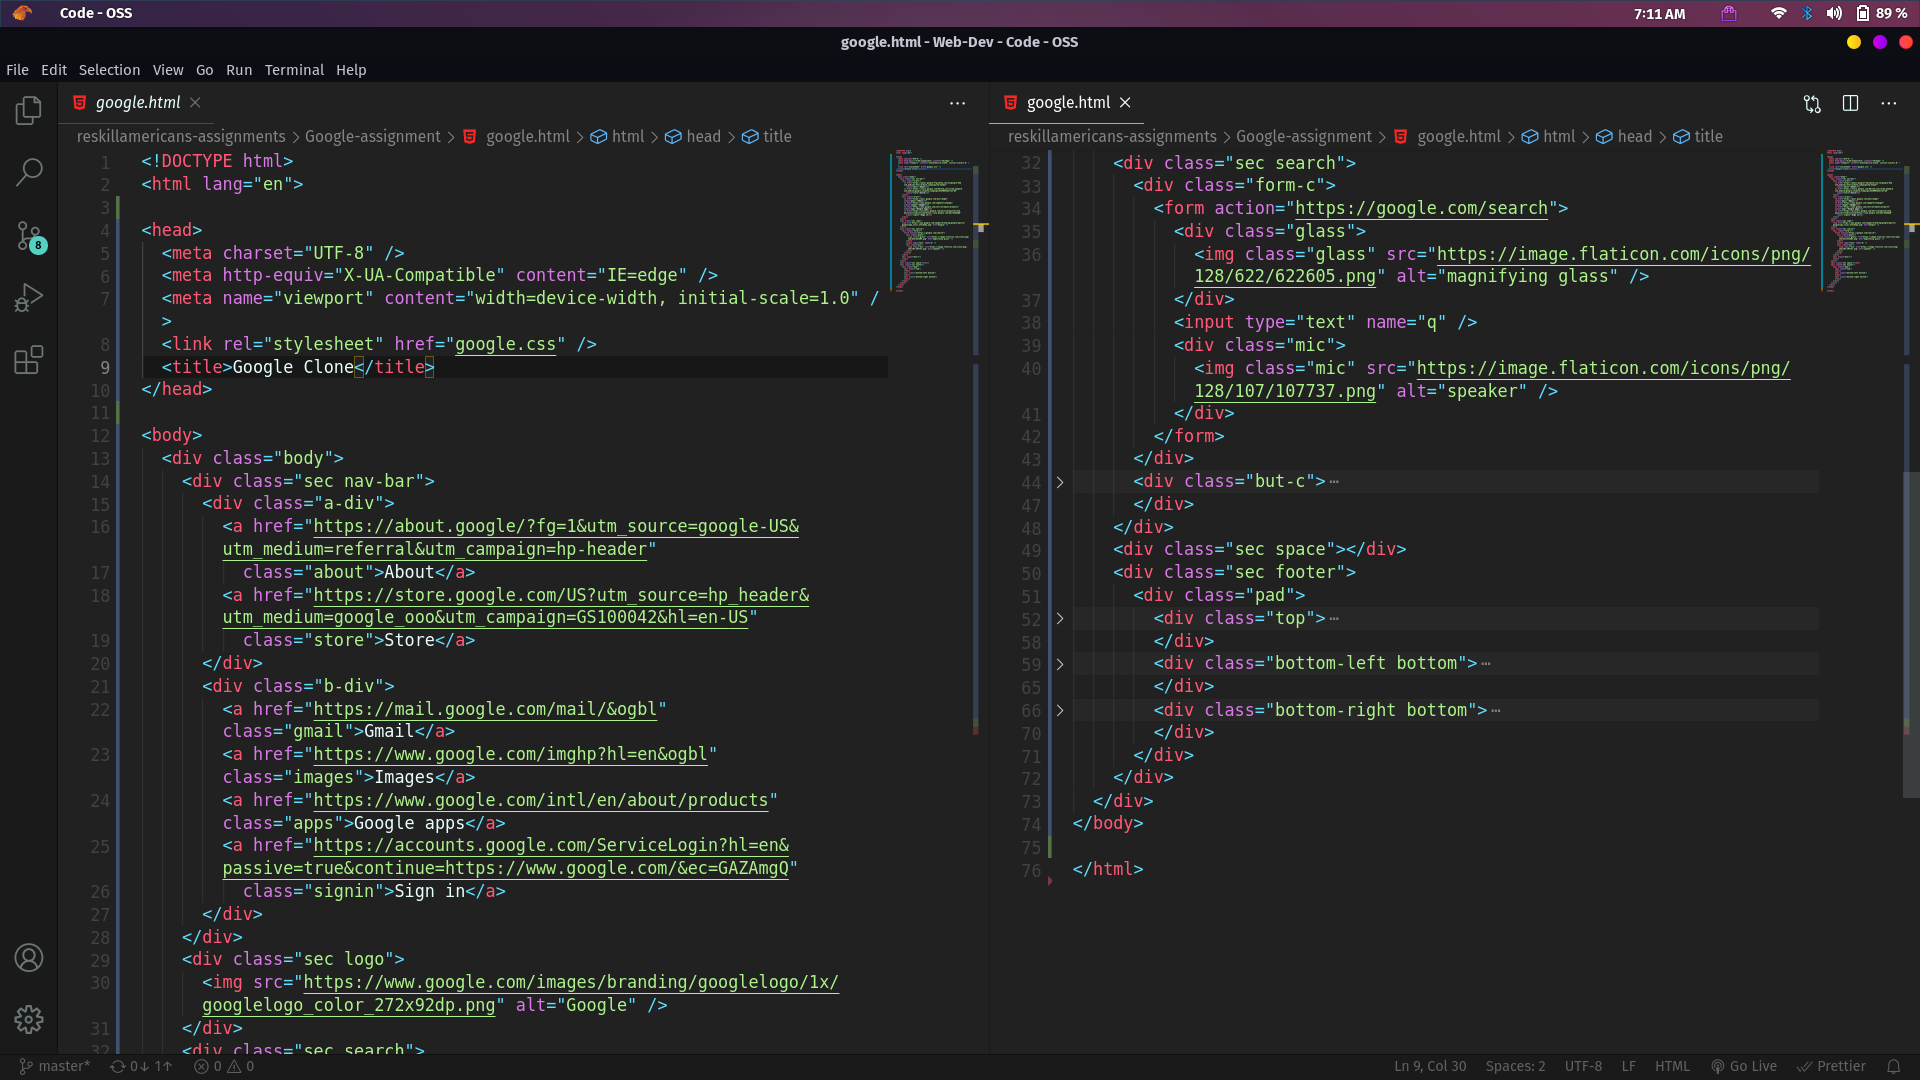 Code - OSS
7:11 AM
89 %
google.html - Web-Dev - Code - OSS
File Edit Selection View Go Run Terminal Help
google.html
reskillamericans-assignments > Google-assignment > google.html > html > head > title
1 <!DOCTYPE html>
2 <html lang="en">
3
4 <head>
5 <meta charset="UTF-8" />
6 <meta http-equiv="X-UA-Compatible" content="IE=edge" />
7 <meta name="viewport" content="width=device-width, initial-scale=1.0" /
>
8 <link rel="stylesheet" href="google.css" />
9 <title>Google Clone</title>
10 </head>
11
12 <body>
13 <div class="body">
14 <div class="sec nav-bar">
15 <div class="a-div">
16 <a href="https://about.google/?fg=1&utm_source=google-US&
utm_medium=referral&utm_campaign=hp-header"
17 class="about">About</a>
18 <a href="https://store.google.com/US?utm_source=hp_header&
utm_medium=google_ooo&utm_campaign=GS100042&hl=en-US"
19 class="store">Store</a>
20 </div>
21 <div class="b-div">
22 <a href="https://mail.google.com/mail/&ogbl"
class="gmail">Gmail</a>
23 <a href="https://www.google.com/imghp?hl=en&ogbl"
class="images">Images</a>
24 <a href="https://www.google.com/intl/en/about/products"
class="apps">Google apps</a>
25 <a href="https://accounts.google.com/ServiceLogin?hl=en&
passive=true&continue=https://www.google.com/&ec=GAZAmgQ"
26 class="signin">Sign in</a>
27 </div>
28 </div>
29 <div class="sec logo">
30 <img src="https://www.google.com/images/branding/googlelogo/1x/
googlelogo_color_272x92dp.png" alt="Google" />
31 </div>
32 <div class="sec search">
8
google.html
reskillamericans-assignments > Google-assignment > google.html > html > head > title
32 <div class="sec search">
33 <div class="form-c">
34 <form action="https://google.com/search">
35 <div class="glass">
36 <img class="glass" src="https://image.flaticon.com/icons/png/
128/622/622605.png" alt="magnifying glass" />
37 </div>
38 <input type="text" name="q" />
39 <div class="mic">
40 <img class="mic" src="https://image.flaticon.com/icons/png/
128/107/107737.png" alt="speaker" />
41 </div>
42 </form>
43 </div>
44 <div class="but-c">…
47 </div>
48 </div>
49 <div class="sec space"></div>
50 <div class="sec footer">
51 <div class="pad">
52 <div class="top">…
58 </div>
59 <div class="bottom-left bottom">…
65 </div>
66 <div class="bottom-right bottom">…
70 </div>
71 </div>
72 </div>
73 </div>
74 </body>
75
76 </html>
master* 0↓ 1↑ 0 0
Ln 9, Col 30 Spaces: 2 UTF-8 LF HTML Go Live Prettier